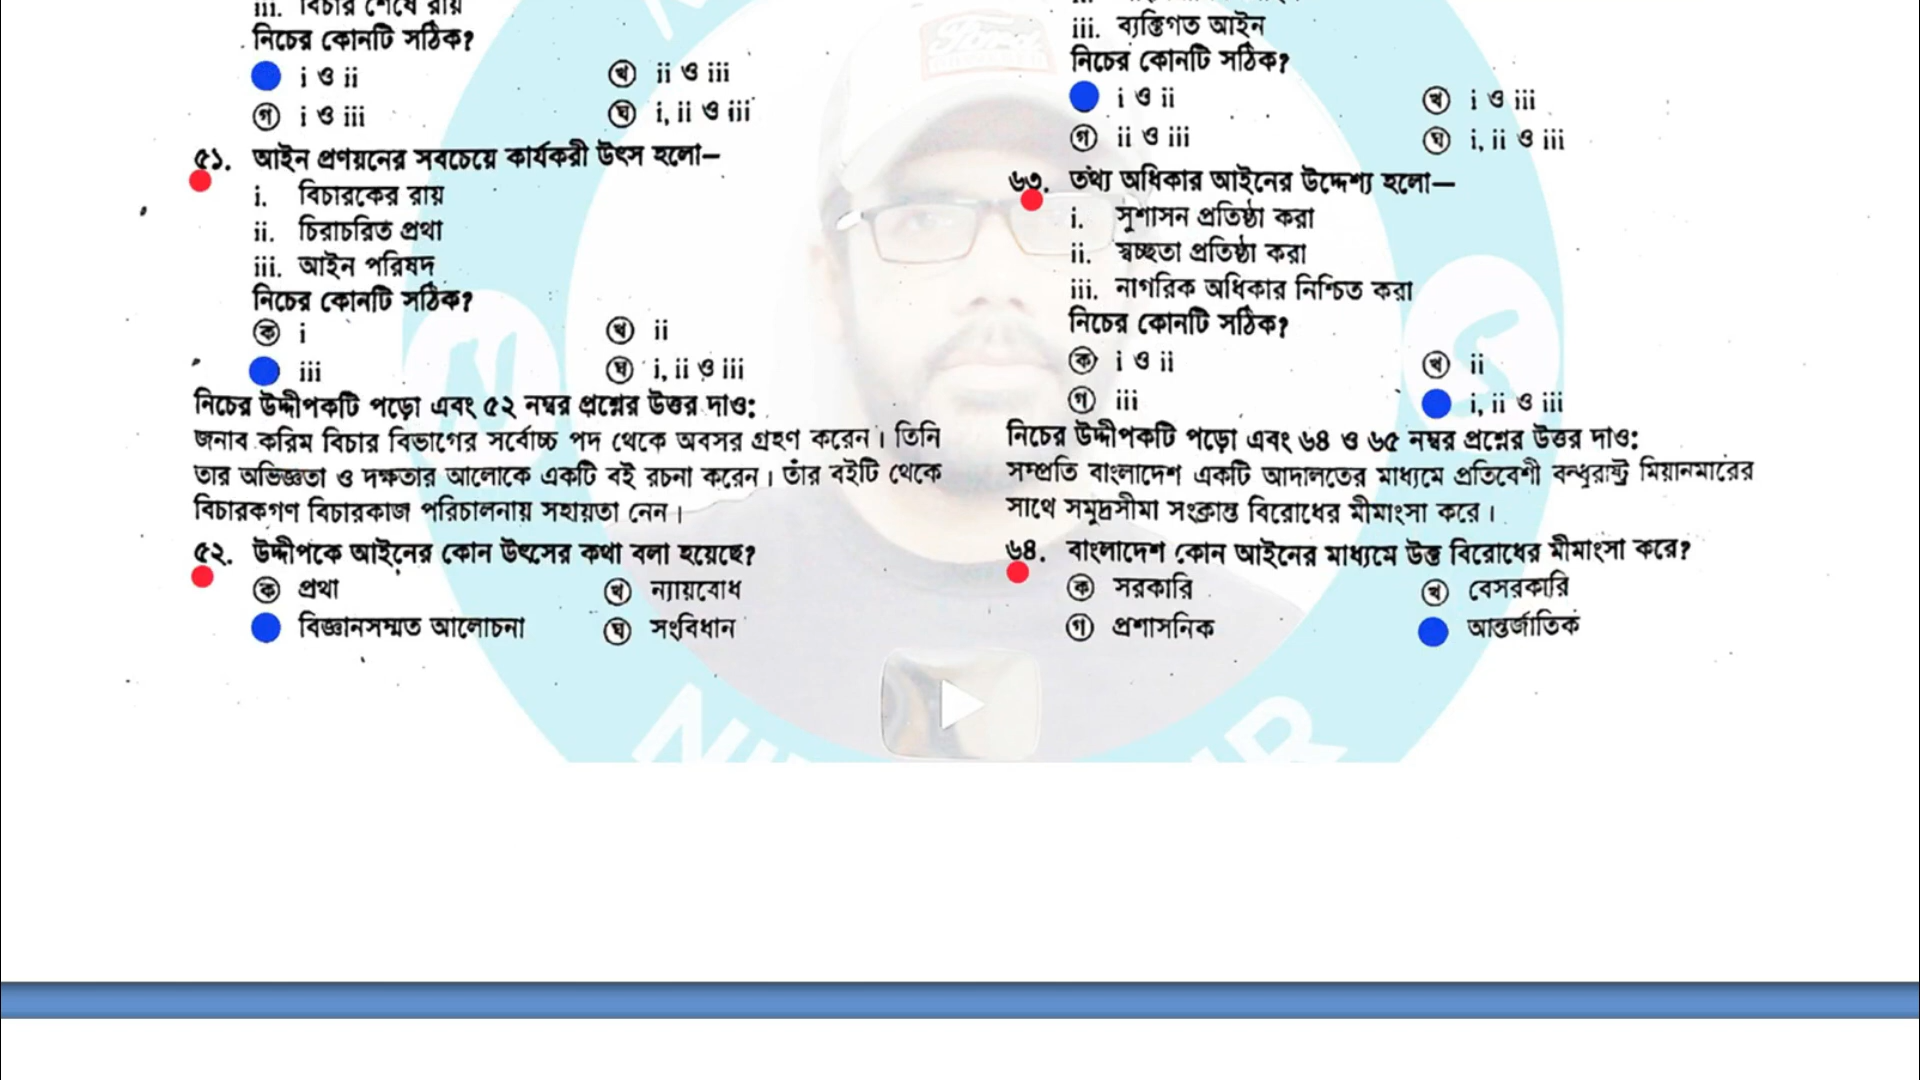 iii. বিচার শেষে রায়
নিচের কোনটি সঠিক?
i ও ii
খ ii ও iii
গ i ও iii
ঘ i, ii ও iii
৫১. আইন প্রণয়নের সবচেয়ে কার্যকরী উৎস হলো—
i. বিচারকের রায়
ii. চিরাচরিত প্রথা
iii. আইন পরিষদ
নিচের কোনটি সঠিক?
ক i
খ ii
iii
ঘ i, ii ও iii
নিচের উদ্দীপকটি পড়ো এবং ৫২ নম্বর প্রশ্নের উত্তর দাও:
জনাব করিম বিচার বিভাগের সর্বোচ্চ পদ থেকে অবসর গ্রহণ করেন। তিনি
তার অভিজ্ঞতা ও দক্ষতার আলোকে একটি বই রচনা করেন। তাঁর বইটি থেকে
বিচারকগণ বিচারকাজ পরিচালনায় সহায়তা নেন।
৫২. উদ্দীপকে আইনের কোন উৎসের কথা বলা হয়েছে?
ক প্রথা
খ ন্যায়বোধ
বিজ্ঞানসম্মত আলোচনা
ঘ সংবিধান
iii. ব্যক্তিগত আইন
নিচের কোনটি সঠিক?
i ও ii
খ i ও iii
গ ii ও iii
ঘ i, ii ও iii
৬৩. তথ্য অধিকার আইনের উদ্দেশ্য হলো—
i. সুশাসন প্রতিষ্ঠা করা
ii. স্বচ্ছতা প্রতিষ্ঠা করা
iii. নাগরিক অধিকার নিশ্চিত করা
নিচের কোনটি সঠিক?
ক i ও ii
খ ii
গ iii
i, ii ও iii
নিচের উদ্দীপকটি পড়ো এবং ৬৪ ও ৬৫ নম্বর প্রশ্নের উত্তর দাও:
সম্প্রতি বাংলাদেশ একটি আদালতের মাধ্যমে প্রতিবেশী বন্ধুরাষ্ট্র মিয়ানমারের
সাথে সমুদ্রসীমা সংক্রান্ত বিরোধের মীমাংসা করে।
৬৪. বাংলাদেশ কোন আইনের মাধ্যমে উক্ত বিরোধের মীমাংসা করে?
ক সরকারি
খ বেসরকারি
গ প্রশাসনিক
আন্তর্জাতিক